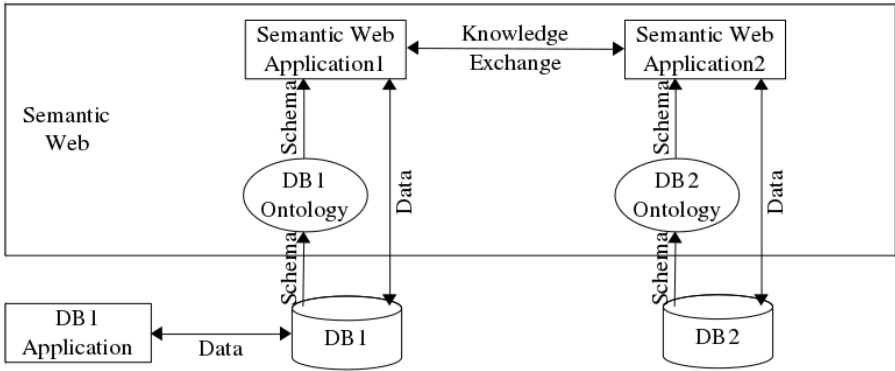 Semantic Web
Application1
Knowledge
Exchange
Semantic Web
Application2
Schema
Schema
Semantic
Web
DB1
Ontology
Data
DB2
Ontology
Data
Schema
Schema
DB1
Application
Data
DB1
DB2